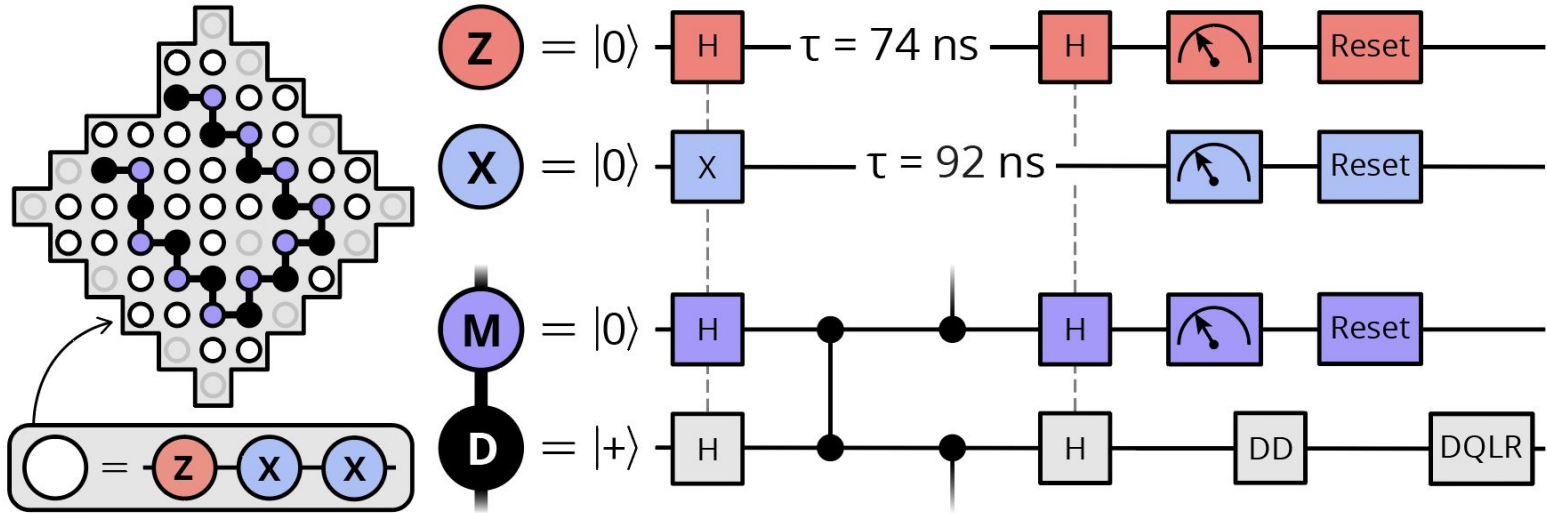 Z = |0⟩ H τ = 74 ns H Reset
X = |0⟩ X τ = 92 ns Reset
M = |0⟩ H H Reset
D = |+⟩ H H DD DQLR
= Z X X